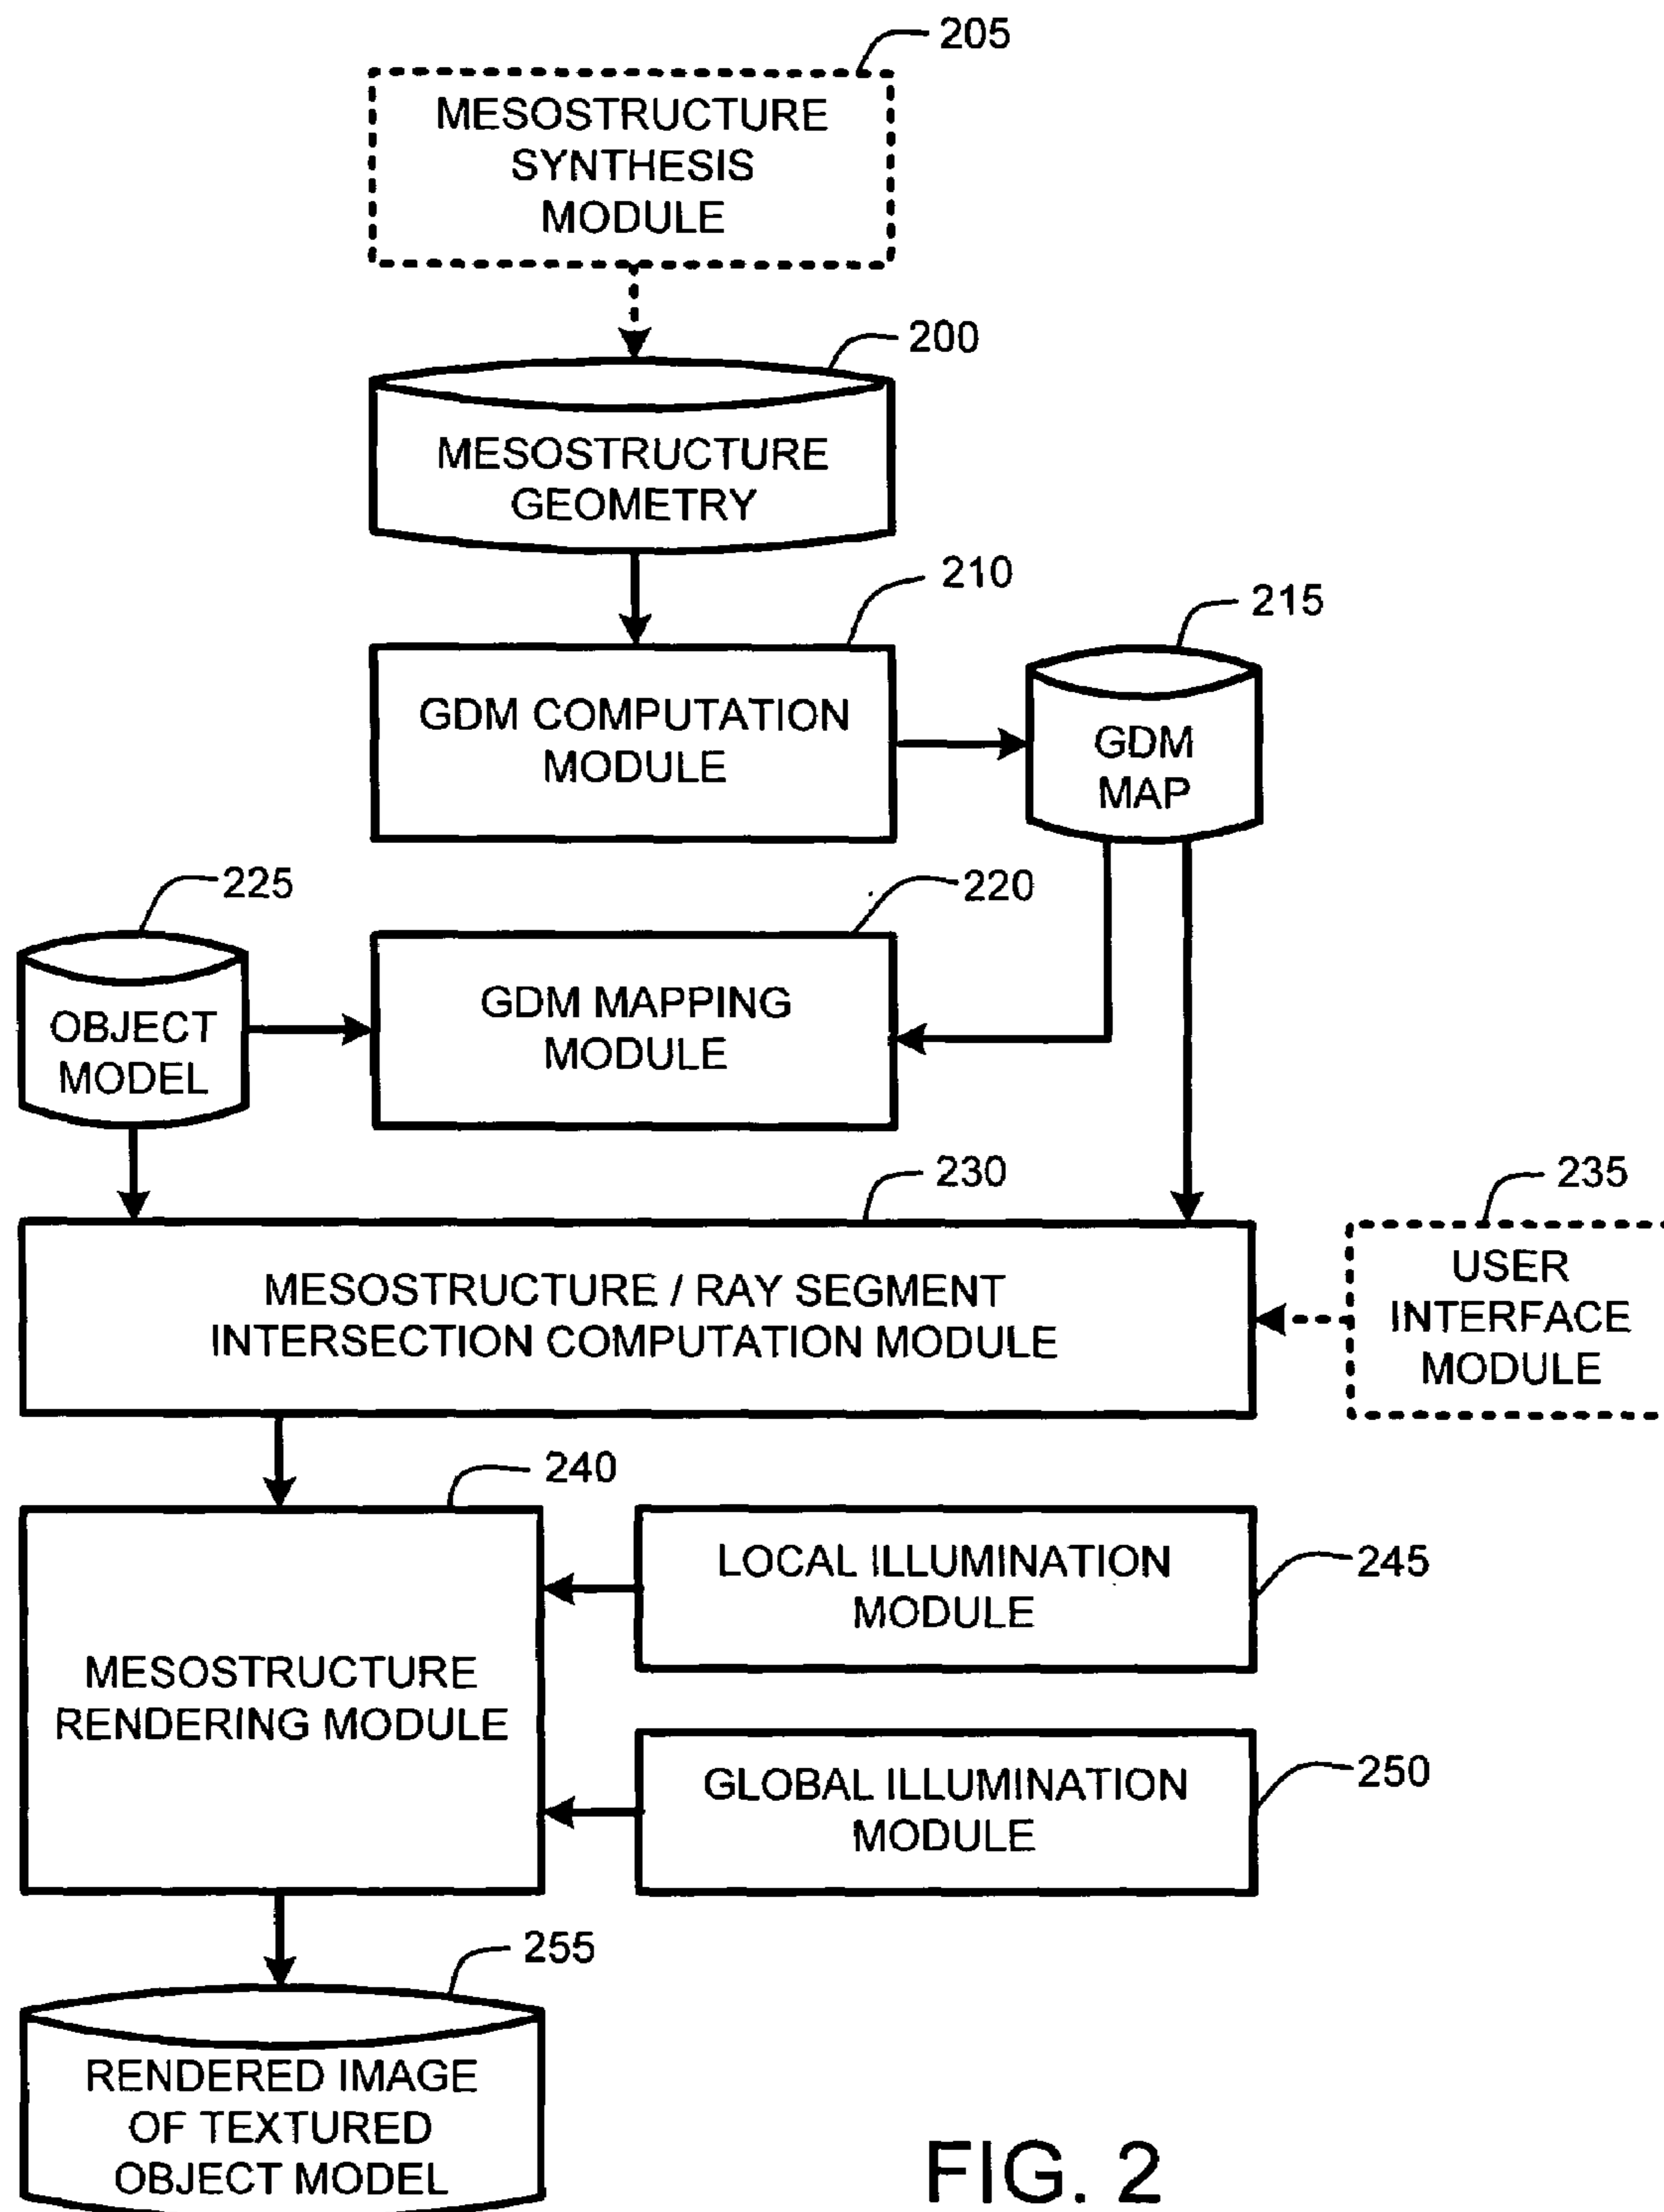 205
MESOSTRUCTURE
SYNTHESIS
MODULE
200
MESOSTRUCTURE
GEOMETRY
210
215
GDM COMPUTATION
MODULE
GDM
MAP
225
220
OBJECT
MODEL
GDM MAPPING
MODULE
230
235
MESOSTRUCTURE / RAY SEGMENT
INTERSECTION COMPUTATION MODULE
USER
INTERFACE
MODULE
240
LOCAL ILLUMINATION
MODULE
245
MESOSTRUCTURE
RENDERING MODULE
GLOBAL ILLUMINATION
MODULE
250
255
RENDERED IMAGE
OF TEXTURED
OBJECT MODEL
FIG. 2